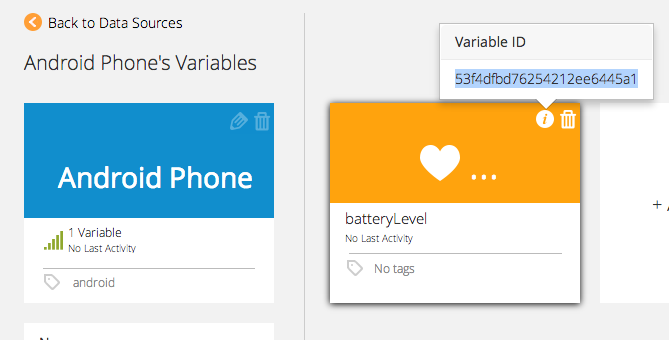 Back to Data Sources
Android Phone's Variables
Android Phone
1 Variable
No Last Activity
android
Variable ID
53f4dfbd76254212ee6445a1
batteryLevel
No Last Activity
No tags
+